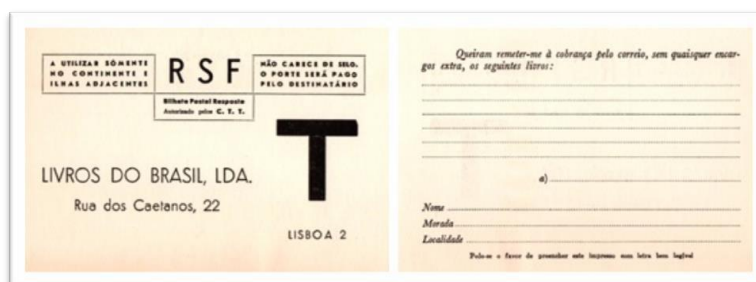 A UTILIZAR SÒMENTE
NO CONTINENTE E
ILHAS ADJACENTES
R S F
NÃO CARECE DE SELO.
O PORTE SERÁ PAGO
PELO DESTINATÁRIO
Bilhete Postal Resposta
Autorizado pelos C. T. T.
T
LIVROS DO BRASIL, LDA.
Rua dos Caetanos, 22
LISBOA 2
Queiram remeter-me à cobrança pelo correio, sem quaisquer encar-
gos extra, os seguintes livros:
a)
Nome
Morada
Localidade
Pede-se o favor de preencher este impresso com letra bem legível